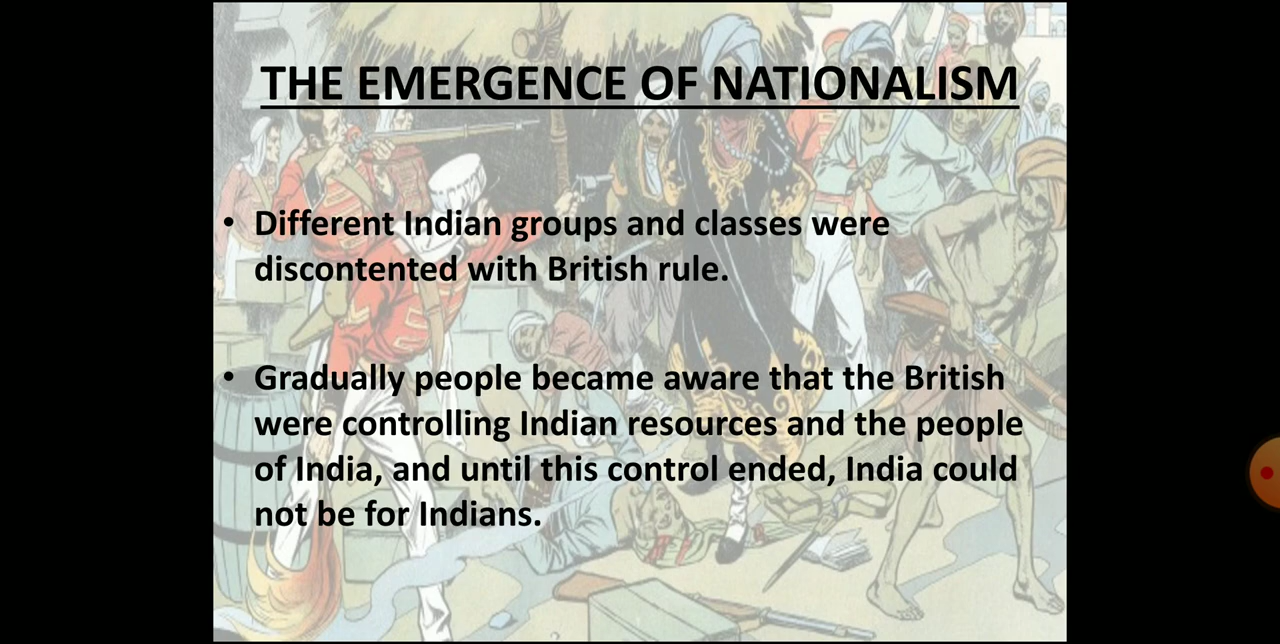 THE EMERGENCE OF NATIONALISM
• Different Indian groups and classes were
discontented with British rule.
• Gradually people became aware that the British
were controlling Indian resources and the people
of India, and until this control ended, India could
not be for Indians.